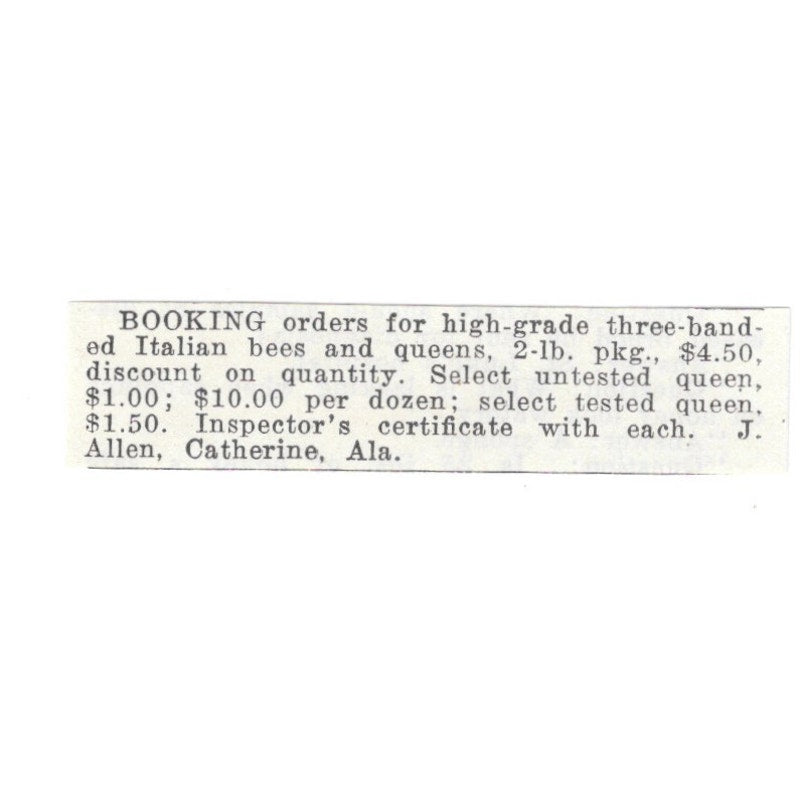 BOOKING orders for high-grade three-band-
ed Italian bees and queens, 2-lb. pkg., $4.50,
discount on quantity. Select untested queen,
$1.00; $10.00 per dozen; select tested queen,
$1.50. Inspector's certificate with each. J.
Allen, Catherine, Ala.